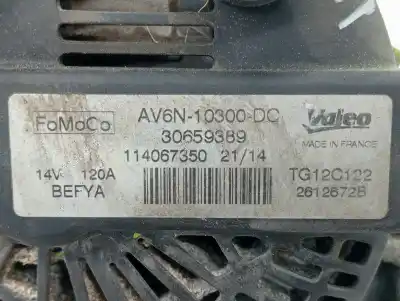 FoMoCo AV6N-10300-DC Valeo
30659389 MADE IN FRANCE
114067350 21/14
14V 120A TG12C122
BEFYA 2612672B